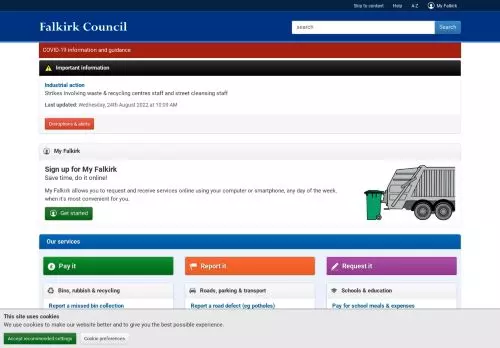 Skip to content Help A-Z My Falkirk
Falkirk Council
search Search
COVID-19 information and guidance
Important information
Industrial action
Strikes involving waste & recycling centres staff and street cleansing staff
Last updated: Wednesday, 24th August 2022 at 10:09 AM
Disruptions & alerts
My Falkirk
Sign up for My Falkirk
Save time, do it online!
My Falkirk allows you to request and receive services online using your computer or smartphone, any day of the week,
when it's most convenient for you.
Get started
Our services
Pay it Report it Request it
Bins, rubbish & recycling Roads, parking & transport Schools & education
Report a missed bin collection Report a road defect (eg potholes) Pay for school meals & expenses
This site uses cookies
We use cookies to make our website better and to give you the best possible experience.
Accept recommended settings Cookie preferences